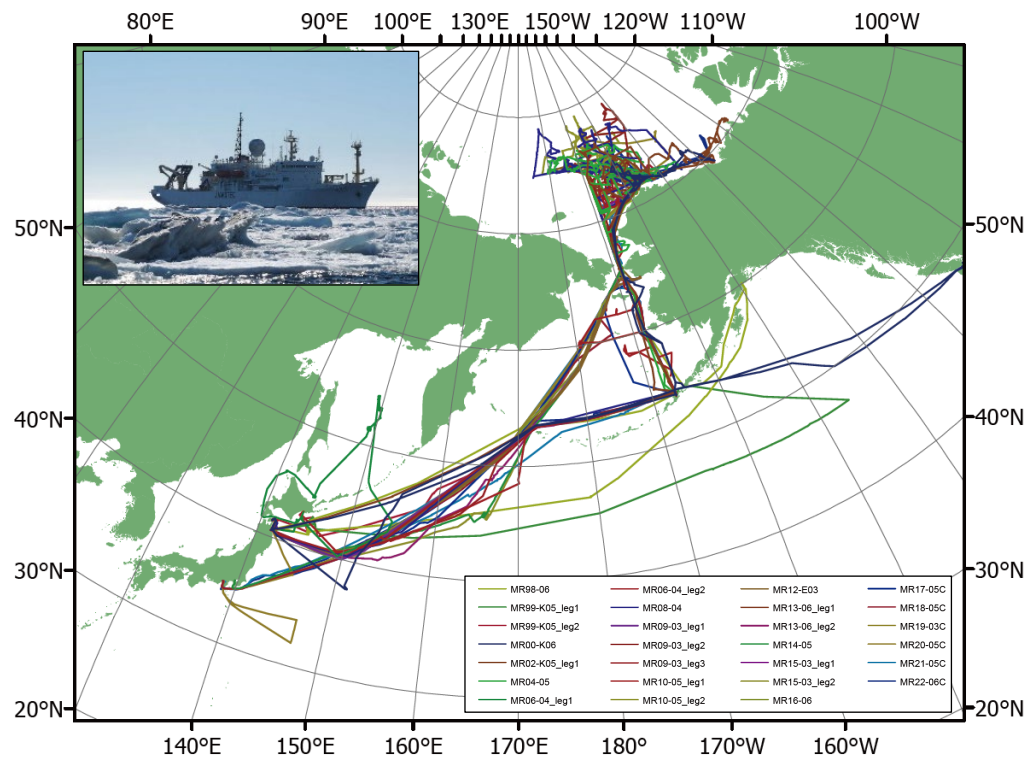 80°E 90°E 100°E 130°E 150°W 120°W 110°W 100°W
50°N 50°N
40°N 40°N
30°N 30°N
20°N 20°N
MR98-06 MR06-04_leg2 MR12-E03 MR17-05C
MR99-K05_leg1 MR08-04 MR13-06_leg1 MR18-05C
MR99-K05_leg2 MR09-03_leg1 MR13-06_leg2 MR19-03C
MR00-K06 MR09-03_leg2 MR14-05 MR20-05C
MR02-K05_leg1 MR09-03_leg3 MR15-03_leg1 MR21-05C
MR04-05 MR10-05_leg1 MR15-03_leg2 MR22-06C
MR06-04_leg1 MR10-05_leg2 MR16-06
140°E 150°E 160°E 170°E 180° 170°W 160°W